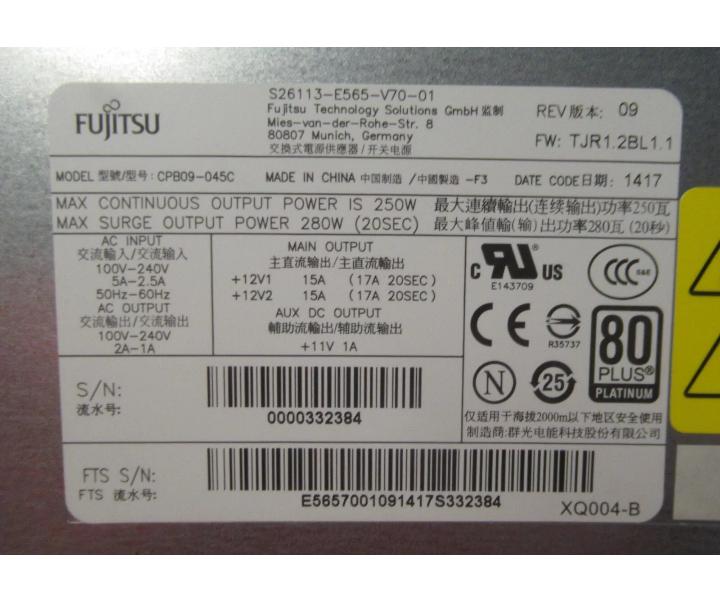 FUJITSU
S26113-E565-V70-01
Fujitsu Technology Solutions GmbH 监制
Mies-van-der-Rohe-Str. 8
80807 Munich, Germany
交換式電源供應器/开关电源
REV版本: 09
FW: TJR1.2BL1.1
MODEL 型號/型号: CPB09-045C MADE IN CHINA 中国制造 /中國製造 -F3 DATE CODE日期: 1417
MAX CONTINUOUS OUTPUT POWER IS 250W 最大連續輸出(连续输出)功率250瓦
MAX SURGE OUTPUT POWER 280W (20SEC) 最大峰值輸(输)出功率280瓦 (20秒)
AC INPUT
交流輸入/交流输入
100V-240V
5A-2.5A
50Hz-60Hz
AC OUTPUT
交流輸出/交流输出
100V-240V
2A-1A
MAIN OUTPUT
主直流输出/主直流輸出
+12V1 15A (17A 20SEC)
+12V2 15A (17A 20SEC)
AUX DC OUTPUT
輔助流輸出/辅助流输出
+11V 1A
c RU US
E143709
CCC S&E
CE
R35737
N
25
80
PLUS®
PLATINUM
仅适用于海拔2000m以下地区安全使用
制造商:群光电能科技股份有限公司
S/N:
流水号:
0000332384
FTS S/N:
FTS 流水号:
E5657001091417S332384
XQ004-B